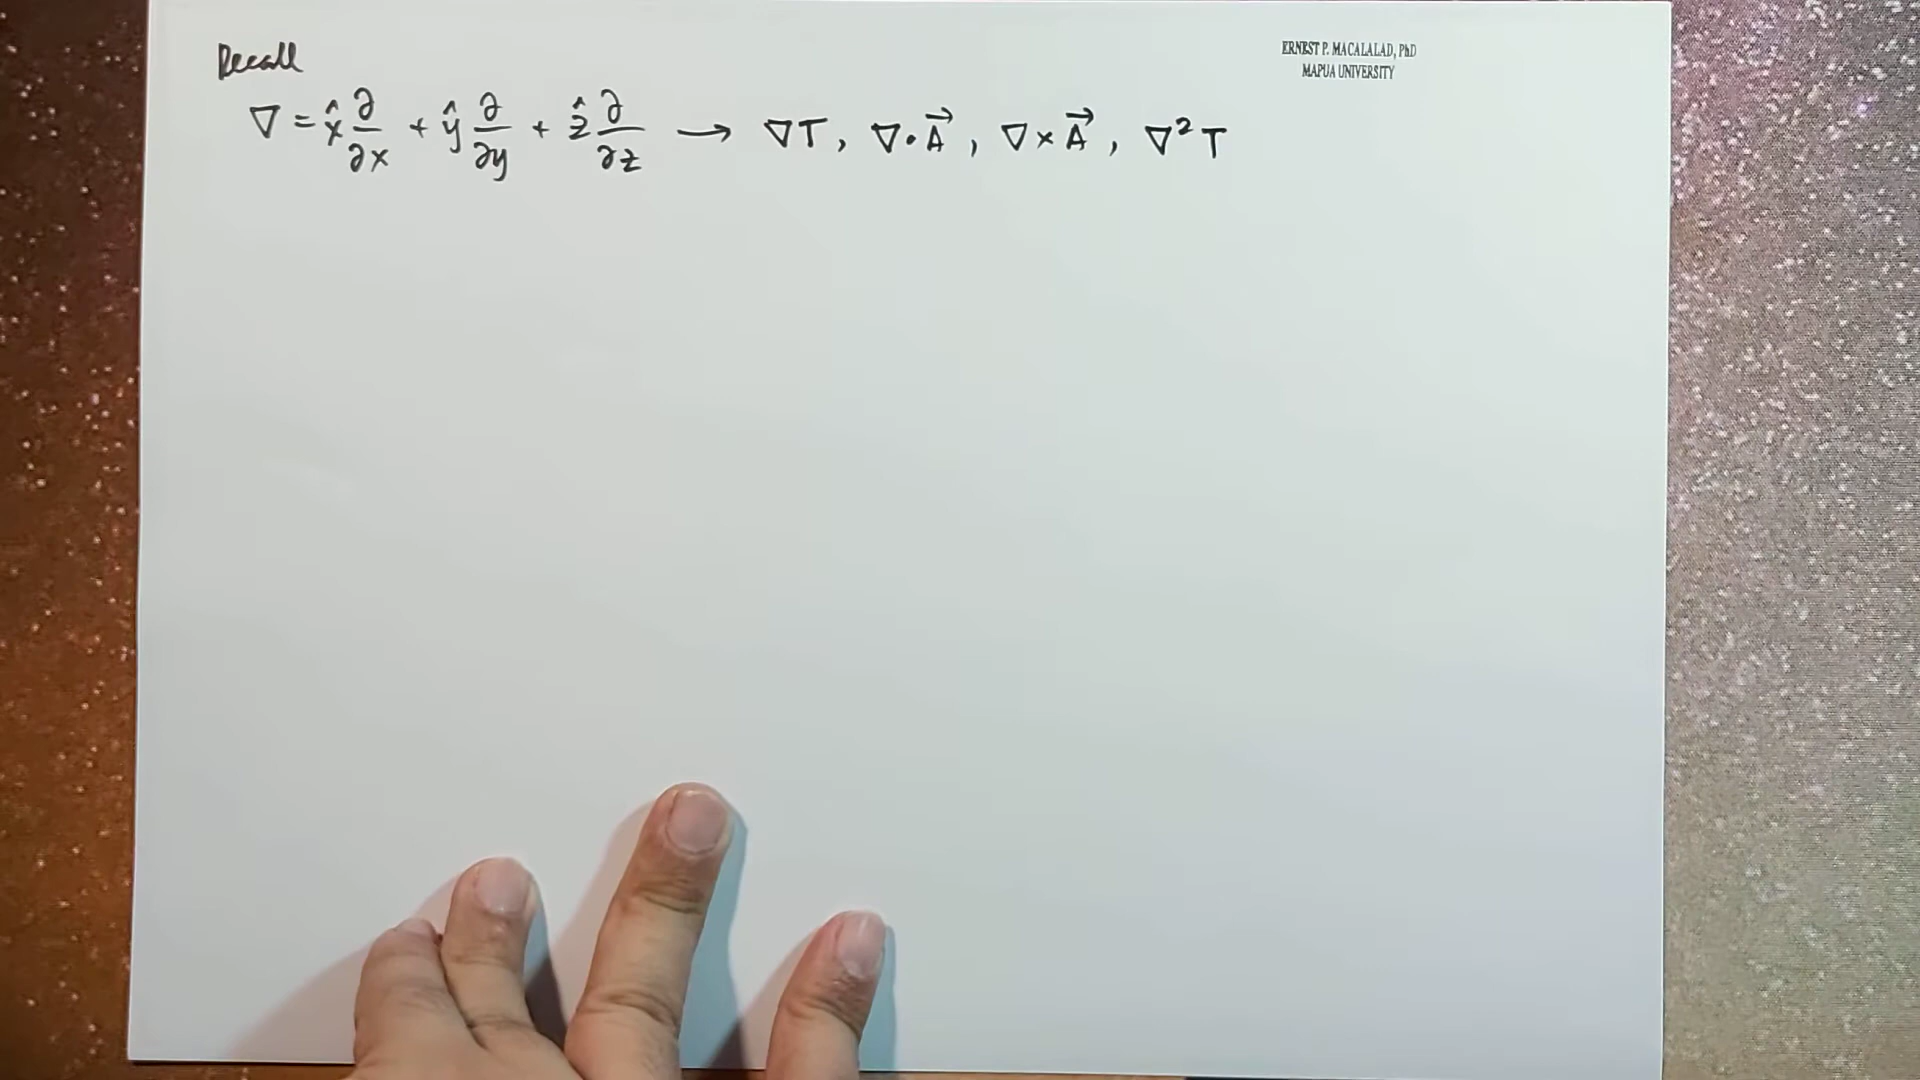 Recall
ERNEST P. MACALALAD, PhD
MAPUA UNIVERSITY
∇ = x̂ ∂/∂x + ŷ ∂/∂y + ẑ ∂/∂z → ∇T, ∇·A⃗, ∇×A⃗, ∇²T